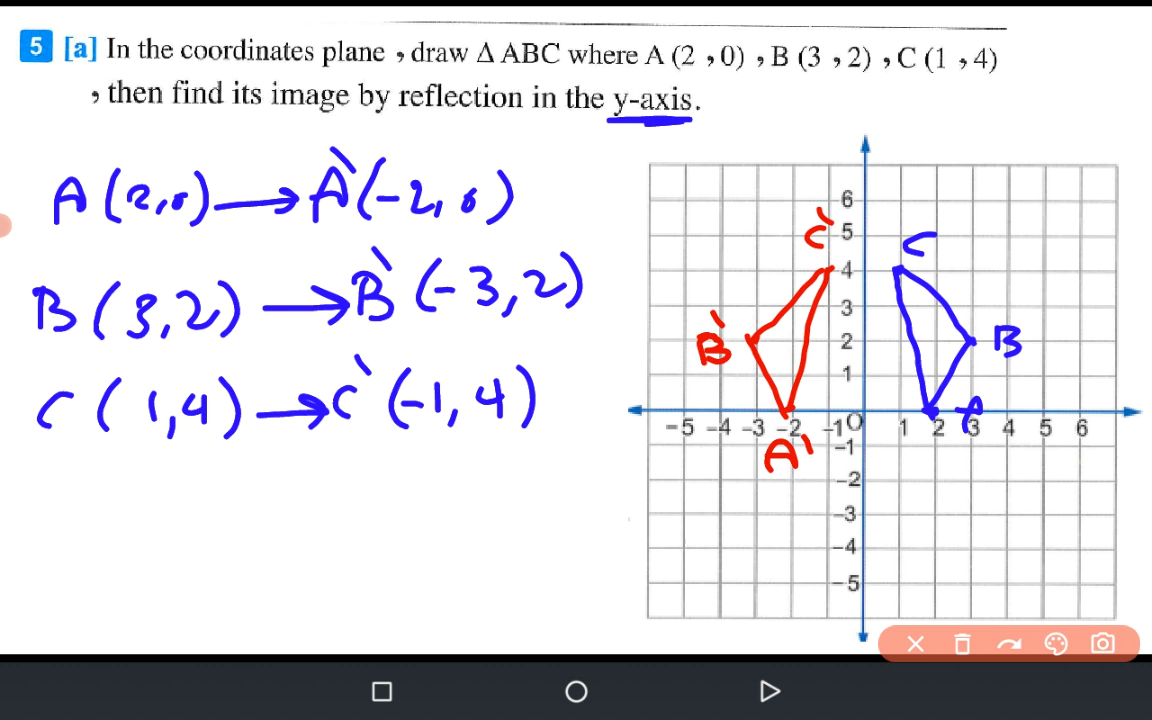 5 [a] In the coordinates plane , draw Δ ABC where A (2 , 0) , B (3 , 2) , C (1 , 4)
, then find its image by reflection in the y-axis.
A (2,0) → A` (-2, 0)
B (3,2) → B` (-3,2)
C (1,4) → C` (-1, 4)
6
C` 5 C
4
3
B` 2 B
1
-5 -4 -3 -2 -1 0 1 2 3 4 5 6
A
A' -1
-2
-3
-4
-5